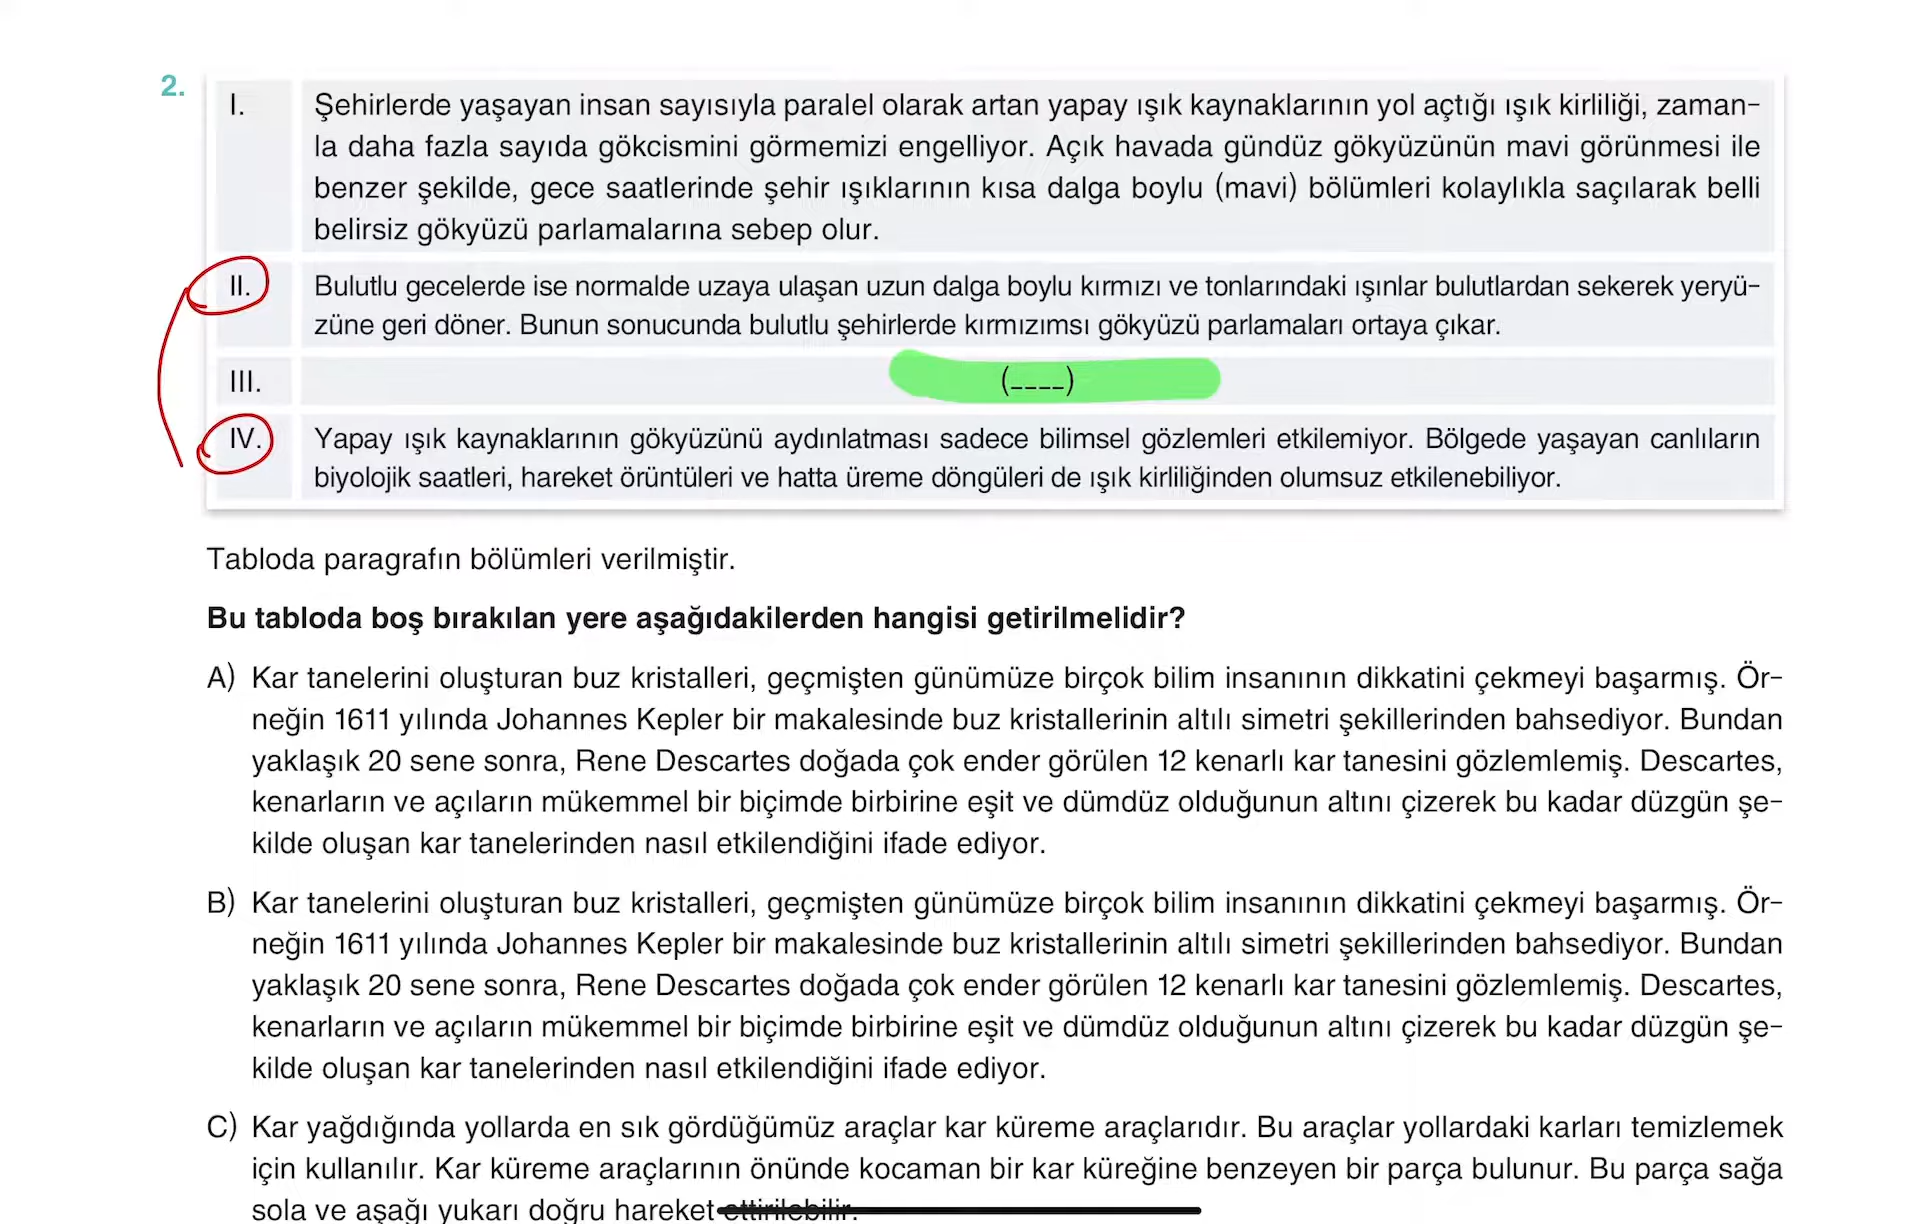 2.
I. Şehirlerde yaşayan insan sayısıyla paralel olarak artan yapay ışık kaynaklarının yol açtığı ışık kirliliği, zaman-
la daha fazla sayıda gökcismini görmemizi engelliyor. Açık havada gündüz gökyüzünün mavi görünmesi ile
benzer şekilde, gece saatlerinde şehir ışıklarının kısa dalga boylu (mavi) bölümleri kolaylıkla saçılarak belli
belirsiz gökyüzü parlamalarına sebep olur.
II. Bulutlu gecelerde ise normalde uzaya ulaşan uzun dalga boylu kırmızı ve tonlarındaki ışınlar bulutlardan sekerek yeryü-
züne geri döner. Bunun sonucunda bulutlu şehirlerde kırmızımsı gökyüzü parlamaları ortaya çıkar.
III. (____)
IV. Yapay ışık kaynaklarının gökyüzünü aydınlatması sadece bilimsel gözlemleri etkilemiyor. Bölgede yaşayan canlıların
biyolojik saatleri, hareket örüntüleri ve hatta üreme döngüleri de ışık kirliliğinden olumsuz etkilenebiliyor.
Tabloda paragrafın bölümleri verilmiştir.
Bu tabloda boş bırakılan yere aşağıdakilerden hangisi getirilmelidir?
A) Kar tanelerini oluşturan buz kristalleri, geçmişten günümüze birçok bilim insanının dikkatini çekmeyi başarmış. Ör-
neğin 1611 yılında Johannes Kepler bir makalesinde buz kristallerinin altılı simetri şekillerinden bahsediyor. Bundan
yaklaşık 20 sene sonra, Rene Descartes doğada çok ender görülen 12 kenarlı kar tanesini gözlemlemiş. Descartes,
kenarların ve açıların mükemmel bir biçimde birbirine eşit ve dümdüz olduğunun altını çizerek bu kadar düzgün şe-
kilde oluşan kar tanelerinden nasıl etkilendiğini ifade ediyor.
B) Kar tanelerini oluşturan buz kristalleri, geçmişten günümüze birçok bilim insanının dikkatini çekmeyi başarmış. Ör-
neğin 1611 yılında Johannes Kepler bir makalesinde buz kristallerinin altılı simetri şekillerinden bahsediyor. Bundan
yaklaşık 20 sene sonra, Rene Descartes doğada çok ender görülen 12 kenarlı kar tanesini gözlemlemiş. Descartes,
kenarların ve açıların mükemmel bir biçimde birbirine eşit ve dümdüz olduğunun altını çizerek bu kadar düzgün şe-
kilde oluşan kar tanelerinden nasıl etkilendiğini ifade ediyor.
C) Kar yağdığında yollarda en sık gördüğümüz araçlar kar küreme araçlarıdır. Bu araçlar yollardaki karları temizlemek
için kullanılır. Kar küreme araçlarının önünde kocaman bir kar küreğine benzeyen bir parça bulunur. Bu parça sağa
sola ve aşağı yukarı doğru hareket ettirilebilir.